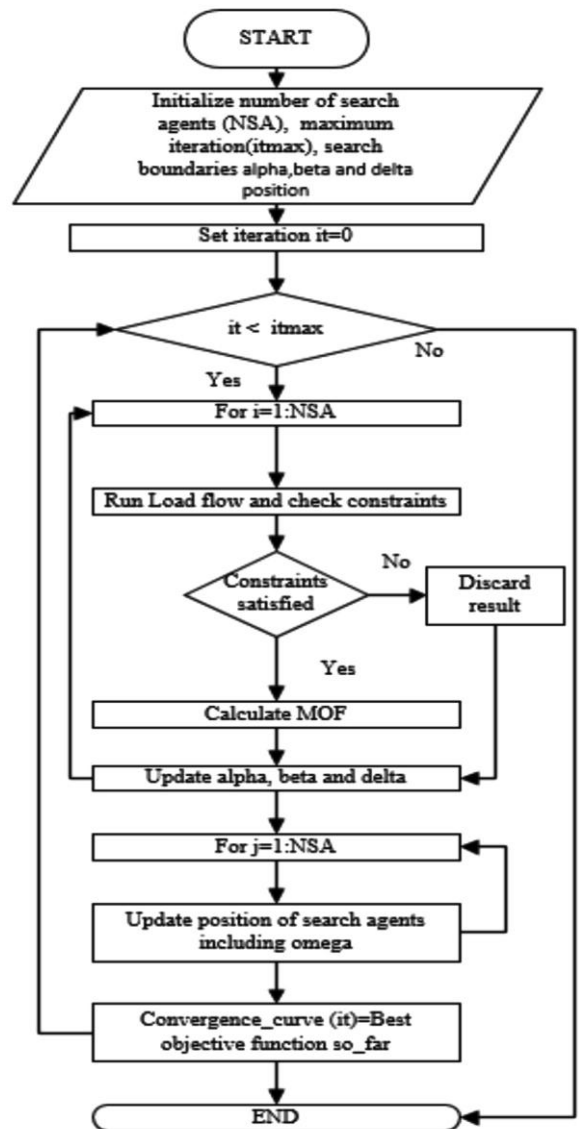 START
Initialize number of search
agents (NSA), maximum
iteration(itmax), search
boundaries alpha,beta and delta
position
Set iteration it=0
it < itmax
No
Yes
For i=1:NSA
Run Load flow and check constraints
Constraints
satisfied
No
Discard
result
Yes
Calculate MOF
Update alpha, beta and delta
For j=1:NSA
Update position of search agents
including omega
Convergence_curve (it)=Best
objective function so_far
END